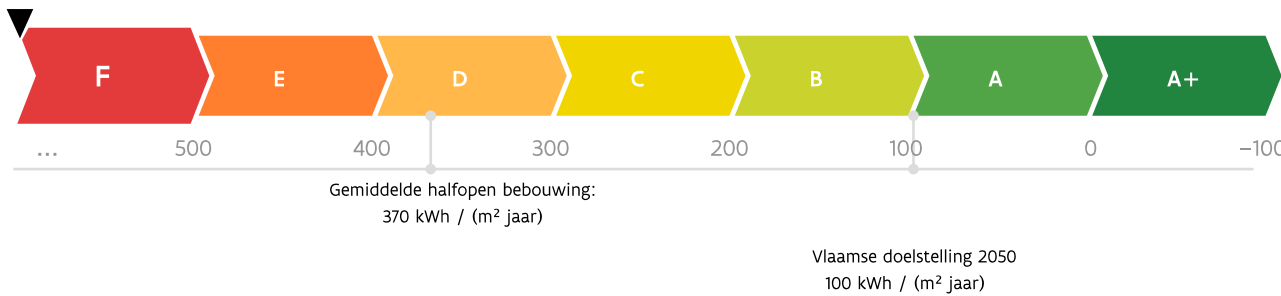 F E D C B A A+
... 500 400 300 200 100 0 −100
Gemiddelde halfopen bebouwing:
370 kWh / (m² jaar)
Vlaamse doelstelling 2050
100 kWh / (m² jaar)